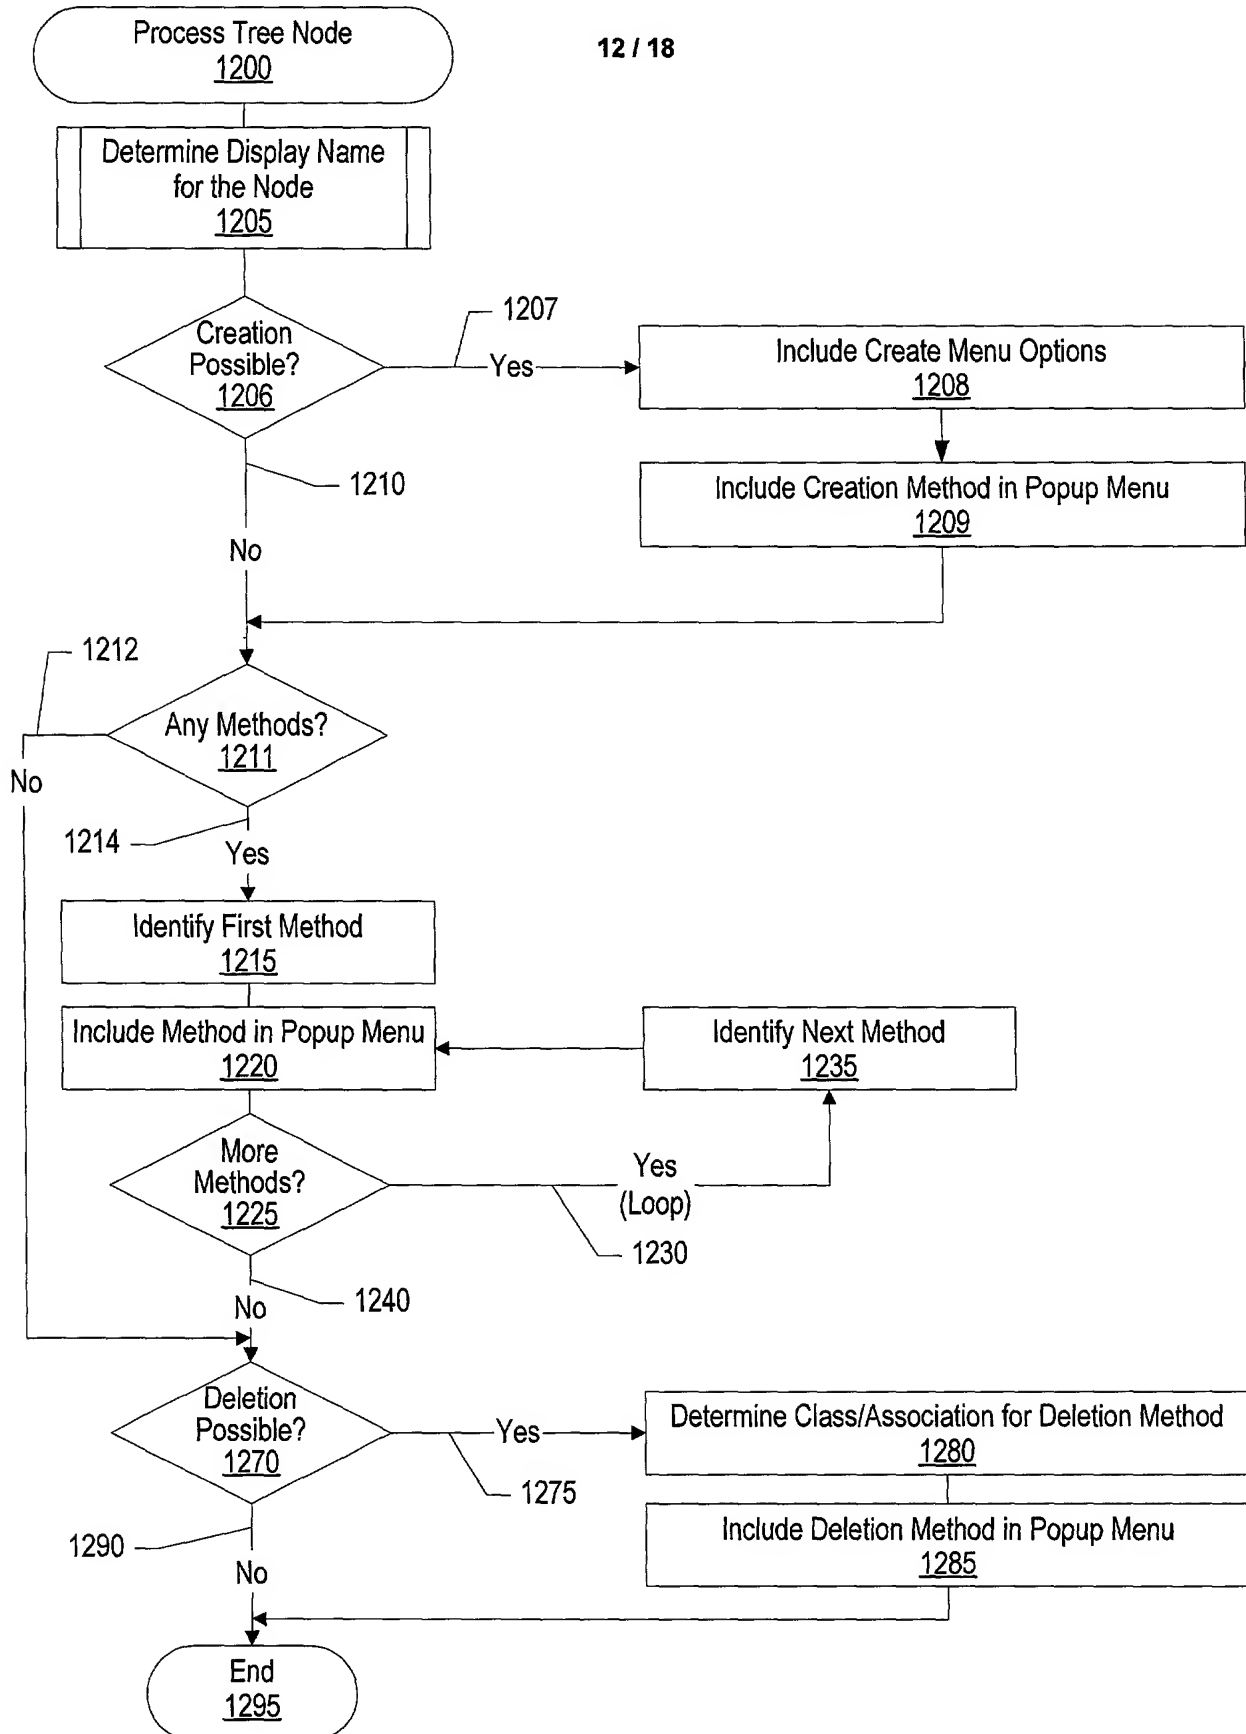 Process Tree Node
1200
12 / 18
Determine Display Name
for the Node
1205
1207
Creation
Possible?
1206
Yes
Include Create Menu Options
1208
1210
Include Creation Method in Popup Menu
1209
No
1212
Any Methods?
1211
No
1214
Yes
Identify First Method
1215
Include Method in Popup Menu
1220
Identify Next Method
1235
More
Methods?
1225
Yes
(Loop)
1230
1240
No
Deletion
Possible?
1270
Yes
1275
Determine Class/Association for Deletion Method
1280
Include Deletion Method in Popup Menu
1285
1290
No
End
1295